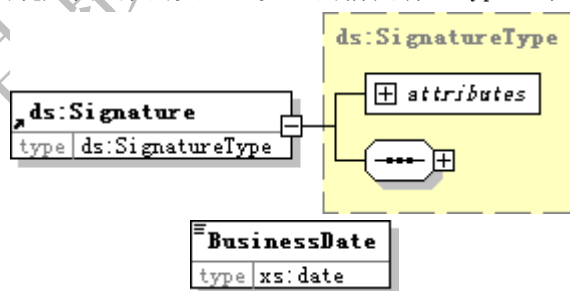 ds:SignatureType
attributes
ds:Signature
type ds:SignatureType
BusinessDate
type xs:date